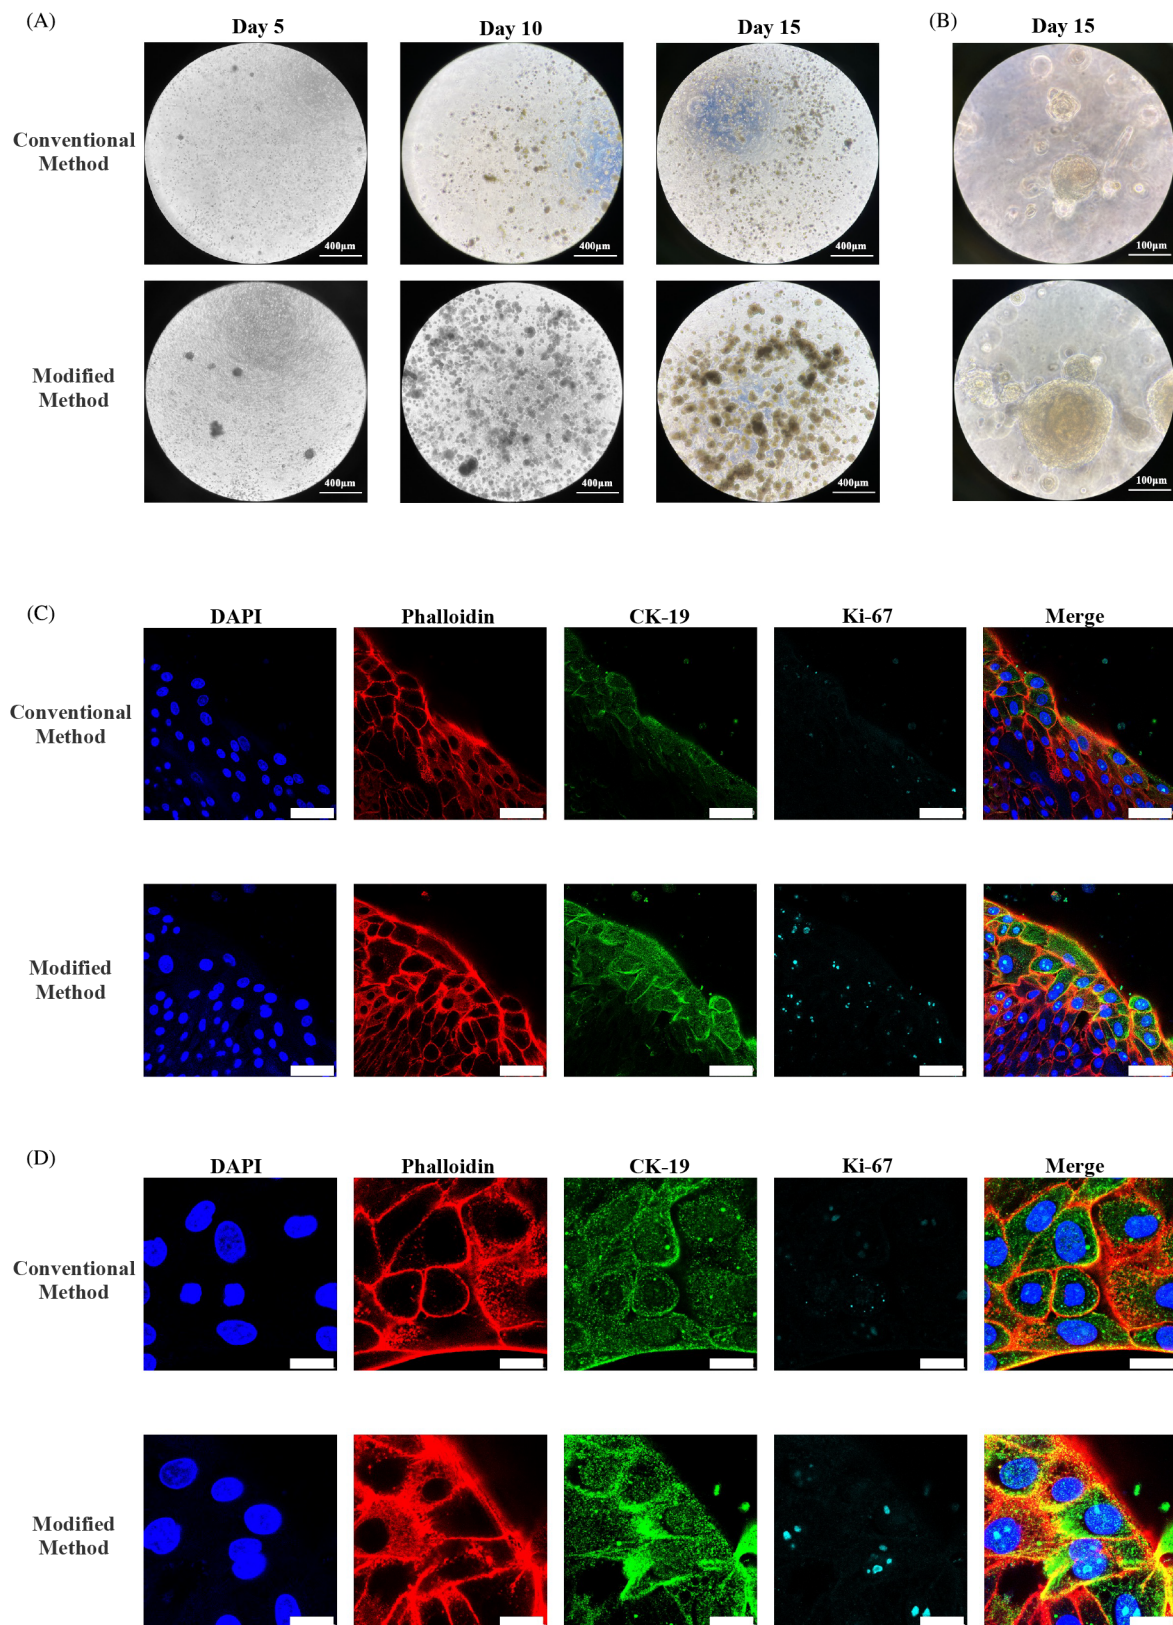 (A)
Day 5
Day 10
Day 15
(B)
Day 15
Conventional
Method
400μm
400μm
400μm
100μm
Modified
Method
400μm
400μm
400μm
100μm
(C)
DAPI
Phalloidin
CK-19
Ki-67
Merge
Conventional
Method
Modified
Method
(D)
DAPI
Phalloidin
CK-19
Ki-67
Merge
Conventional
Method
Modified
Method